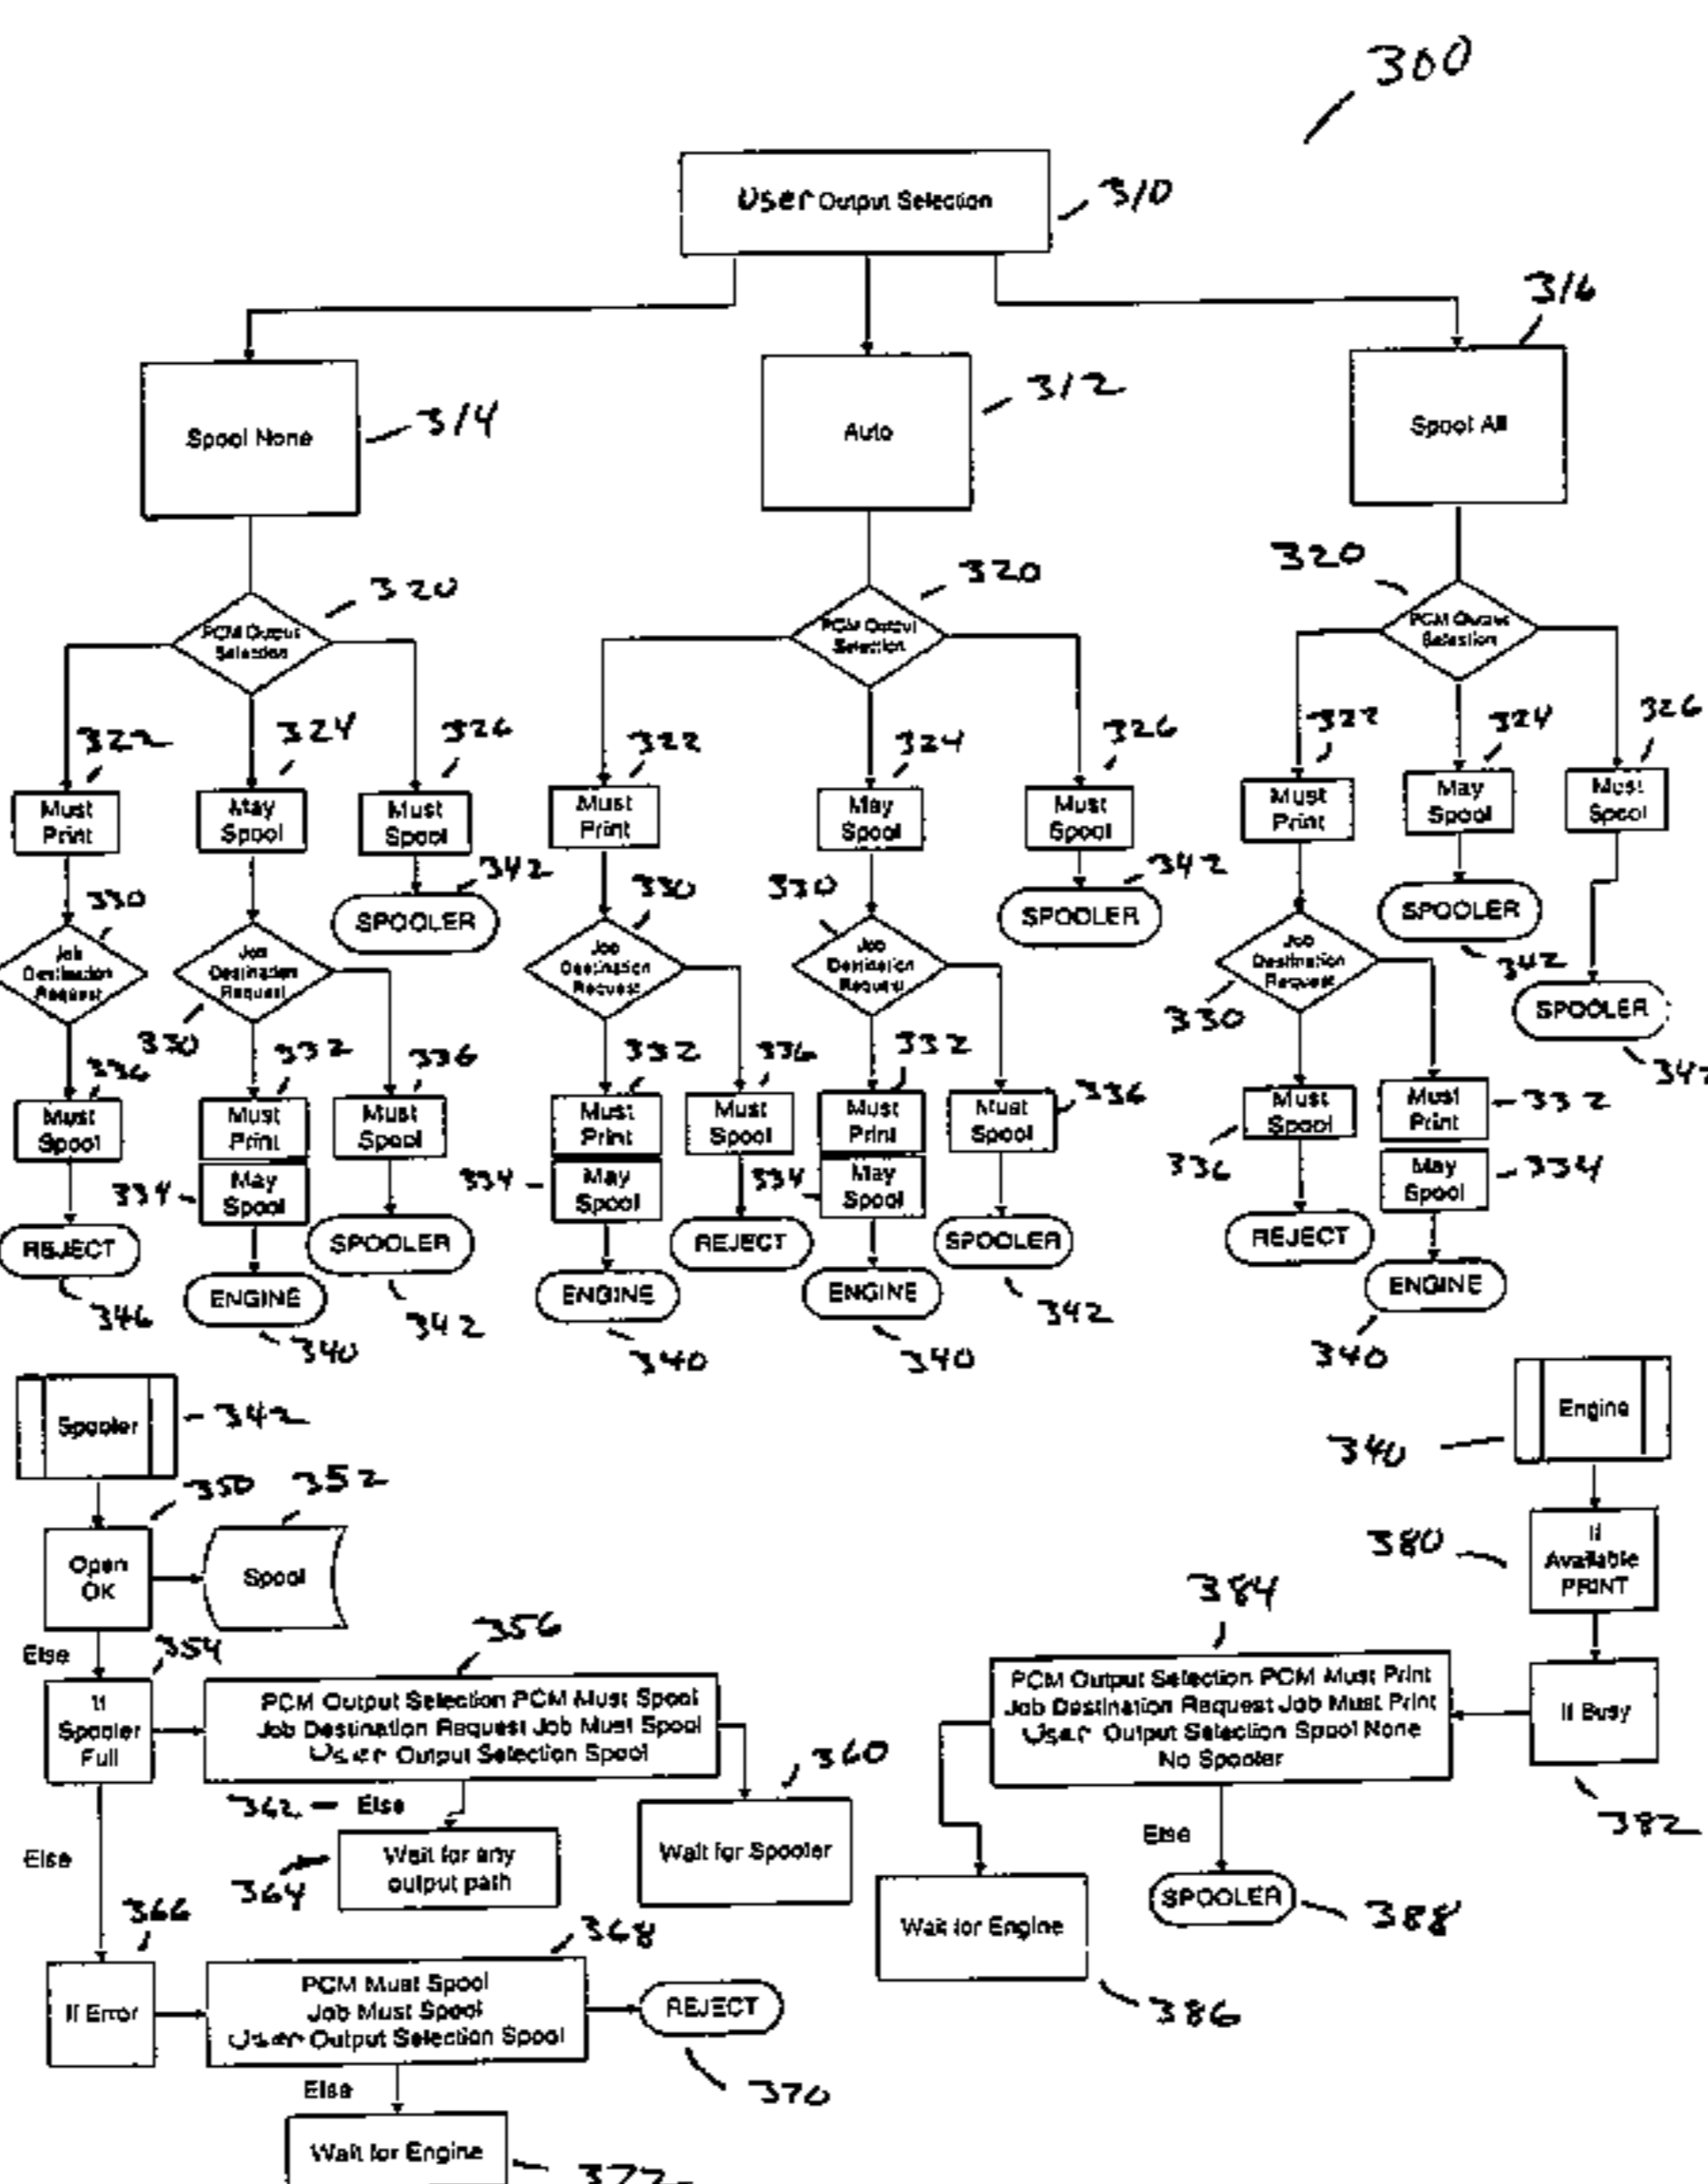 300
User Output Selection
310
316
Spool None
314
Auto
312
Spool All
320
320
320
PCM Output
Selection
PCM Output
Selection
PCM Output
Selection
322
324
326
322
324
326
322
324
326
Must
Print
May
Spool
Must
Spool
Must
Print
May
Spool
Must
Spool
Must
Print
May
Spool
Must
Spool
342
342
SPOOLER
SPOOLER
SPOOLER
342
SPOOLER
330
330
330
Job
Destination
Request
Job
Destination
Request
Job
Destination
Request
Job
Destination
Request
Job
Destination
Request
330
330
336
332
336
332
336
332
336
Must
Spool
Must
Print
Must
Spool
Must
Print
Must
Spool
Must
Print
Must
Spool
Must
Spool
Must
Print
332
334
May
Spool
334
May
Spool
334
May
Spool
336
May
Spool
334
REJECT
SPOOLER
REJECT
SPOOLER
REJECT
346
ENGINE
342
ENGINE
ENGINE
342
ENGINE
340
340
340
340
Spooler
342
Engine
340
350
352
Open
OK
Spool
If
Available
PRINT
380
Else
354
356
384
If
Spooler
Full
PCM Output Selection PCM Must Spool
Job Destination Request Job Must Spool
User Output Selection Spool
PCM Output Selection PCM Must Print
Job Destination Request Job Must Print
User Output Selection Spool None
No Spooler
If Busy
382
362
Else
360
Else
Wait for any
output path
364
Wait for Spooler
Else
SPOOLER
388
366
368
Wait for Engine
386
If Error
PCM Must Spool
Job Must Spool
User Output Selection Spool
REJECT
370
Else
Wait for Engine
372